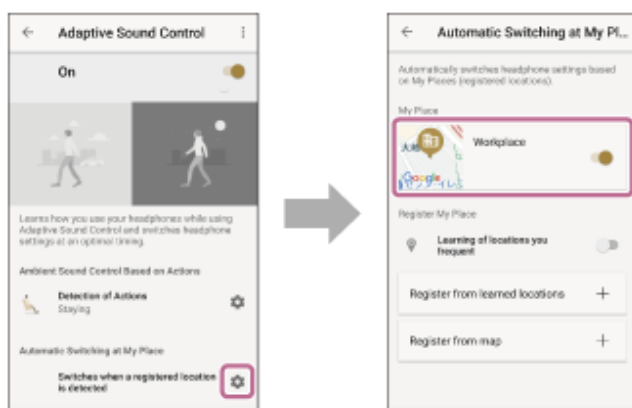 Adaptive Sound Control
On
Learns how you use your headphones while using
Adaptive Sound Control and switches headphone
settings at an optimal timing.
Ambient Sound Control Based on Actions
Detection of Actions
Staying
Automatic Switching at My Place
Switches when a registered location
is detected
Automatic Switching at My Pl...
Automatically switches headphone settings based
on My Places (registered locations).
My Place
Workplace
Google
Register My Place
Learning of locations you
frequent
Register from learned locations
Register from map